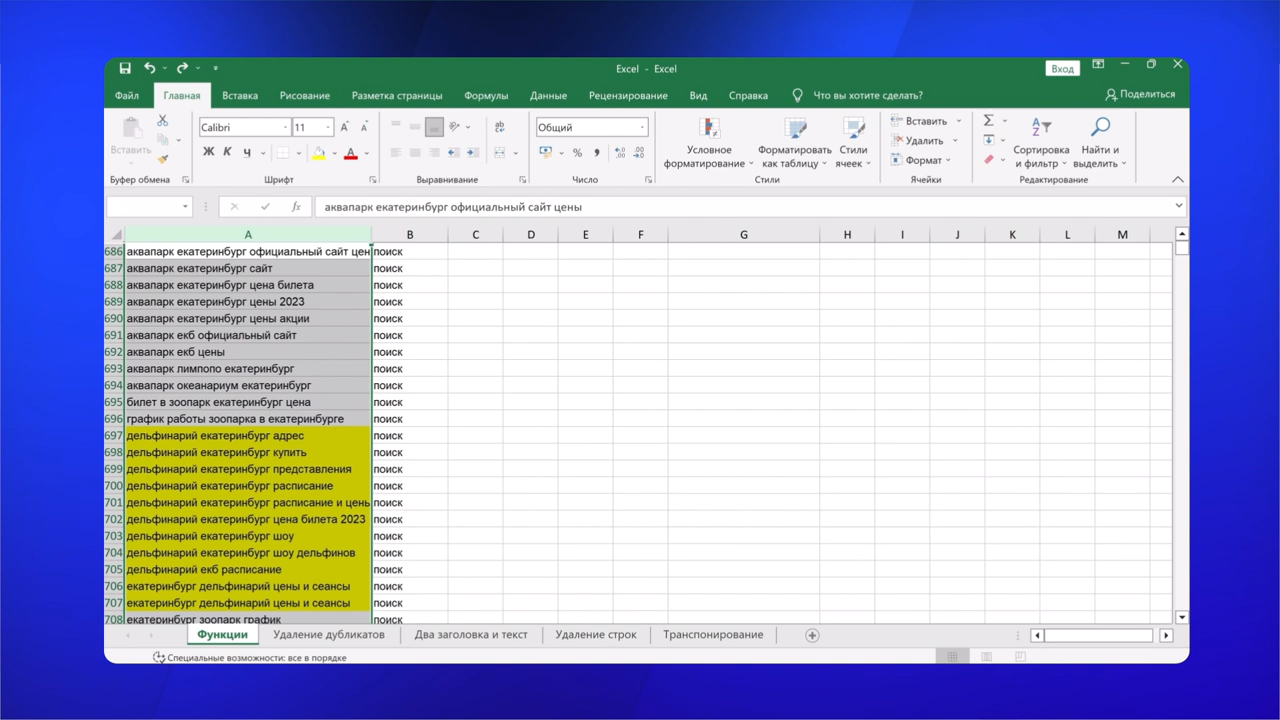 Excel - Excel
Вход
Файл Главная Вставка Рисование Разметка страницы Формулы Данные Рецензирование Вид Справка Что вы хотите сделать? Поделиться
Вставить
Буфер обмена
Calibri 11
Ж К Ч
Шрифт
Выравнивание
Общий
Число
Условное форматирование
Форматировать как таблицу
Стили ячеек
Стили
Вставить
Удалить
Формат
Ячейки
Сортировка и фильтр
Найти и выделить
Редактирование
fx аквапарк екатеринбург официальный сайт цены
A B C D E F G H I J K L M
686 аквапарк екатеринбург официальный сайт цен поиск
687 аквапарк екатеринбург сайт поиск
688 аквапарк екатеринбург цена билета поиск
689 аквапарк екатеринбург цены 2023 поиск
690 аквапарк екатеринбург цены акции поиск
691 аквапарк екб официальный сайт поиск
692 аквапарк екб цены поиск
693 аквапарк лимпопо екатеринбург поиск
694 аквапарк океанариум екатеринбург поиск
695 билет в зоопарк екатеринбург цена поиск
696 график работы зоопарка в екатеринбурге поиск
697 дельфинарий екатеринбург адрес поиск
698 дельфинарий екатеринбург купить поиск
699 дельфинарий екатеринбург представления поиск
700 дельфинарий екатеринбург расписание поиск
701 дельфинарий екатеринбург расписание и цень поиск
702 дельфинарий екатеринбург цена билета 2023 поиск
703 дельфинарий екатеринбург шоу поиск
704 дельфинарий екатеринбург шоу дельфинов поиск
705 дельфинарий екб расписание поиск
706 екатеринбург дельфинарий цены и сеансы поиск
707 екатеринбург дельфинарий цены и сеансы поиск
708 екатеринбург зоопарк график поиск
Функции Удаление дубликатов Два заголовка и текст Удаление строк Транспонирование
Специальные возможности: все в порядке